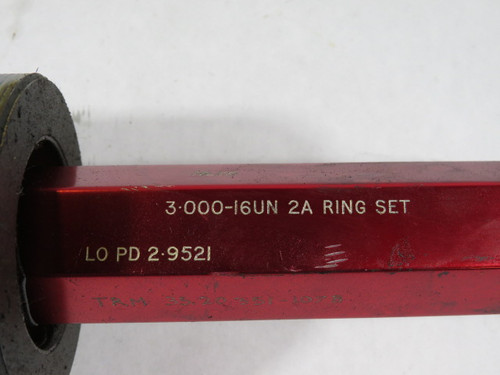 3·000-16UN 2A RING SET
LO PD 2·9521